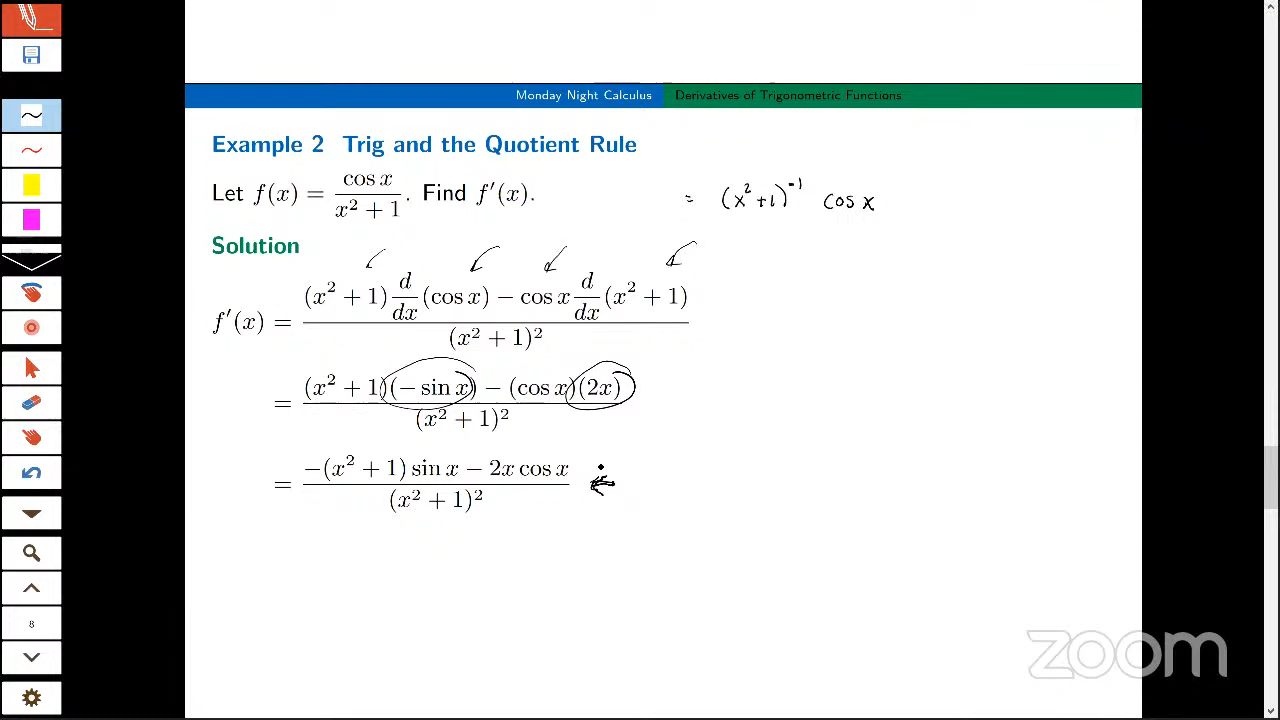 Monday Night Calculus Derivatives of Trigonometric Functions
Example 2 Trig and the Quotient Rule
Let f(x) = cos x / x² + 1 . Find f′(x).
= (x²+1)⁻¹ cos x
Solution
f′(x) = (x² + 1) d/dx (cos x) − cos x d/dx (x² + 1) / (x² + 1)²
= (x² + 1)(− sin x) − (cos x)(2x) / (x² + 1)²
= −(x² + 1) sin x − 2x cos x / (x² + 1)²
8
zoom